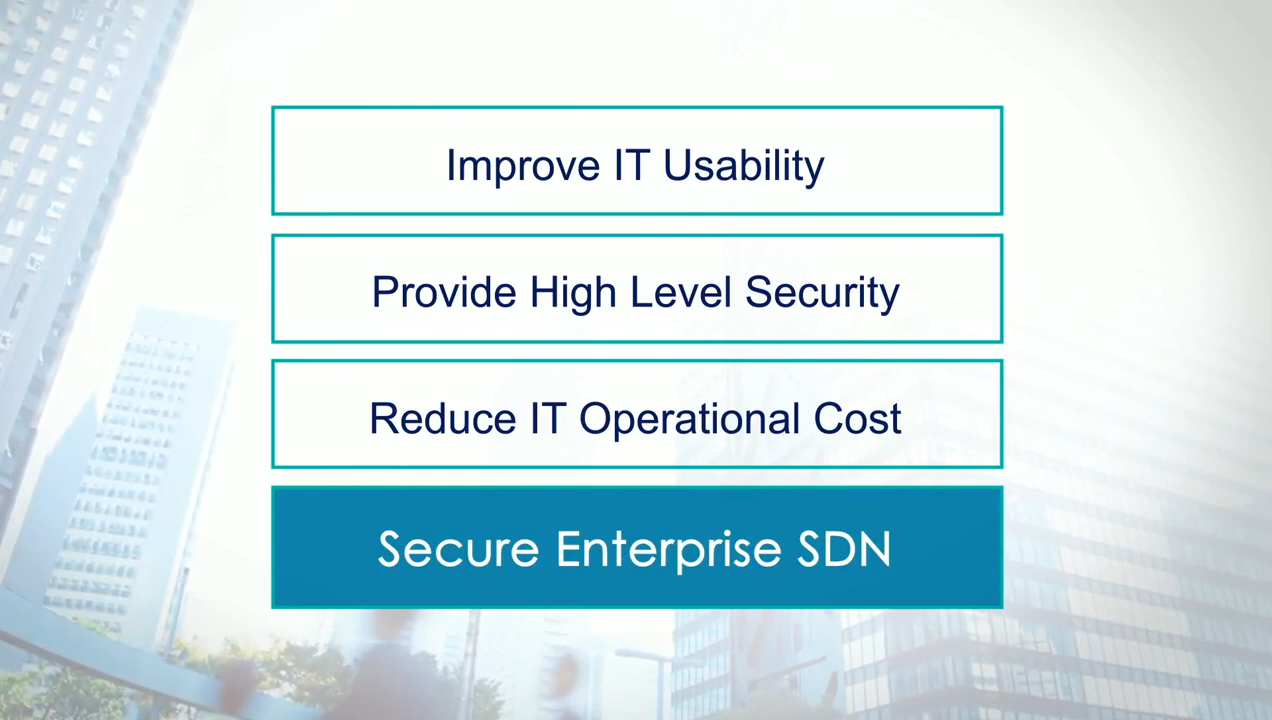 Improve IT Usability
Provide High Level Security
Reduce IT Operational Cost
Secure Enterprise SDN